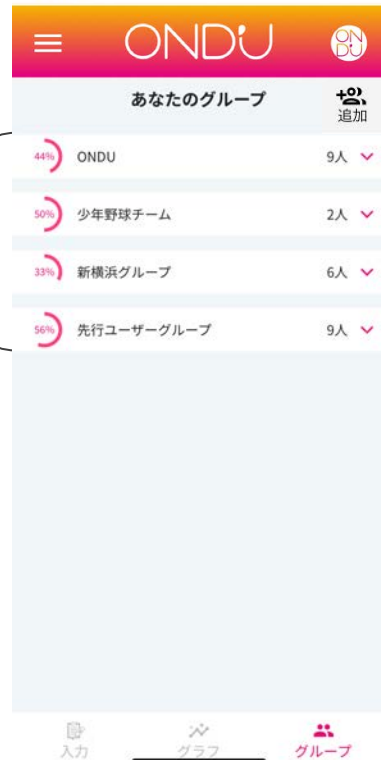 ONDU
ON
DU
あなたのグループ
追加
44% ONDU 9人
50% 少年野球チーム 2人
33% 新横浜グループ 6人
56% 先行ユーザーグループ 9人
入力 グラフ グループ